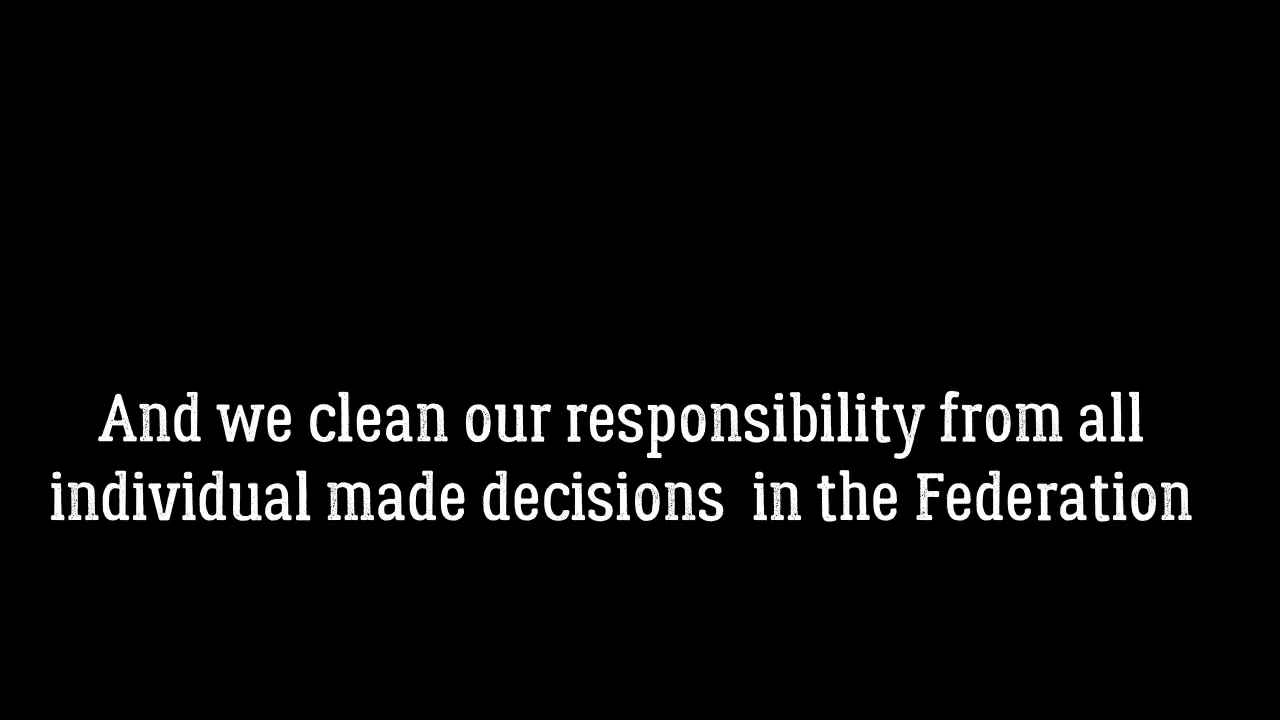 And we clean our responsibility from all
individual made decisions  in the Federation